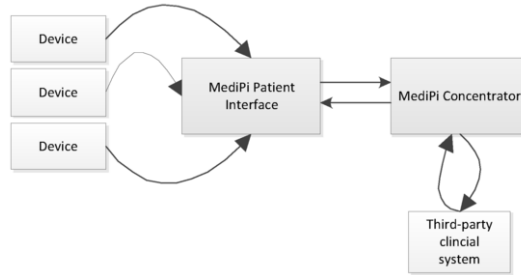 Device
Device
Device
MediPi Patient
Interface
MediPi Concentrator
Third-party
clincial
system